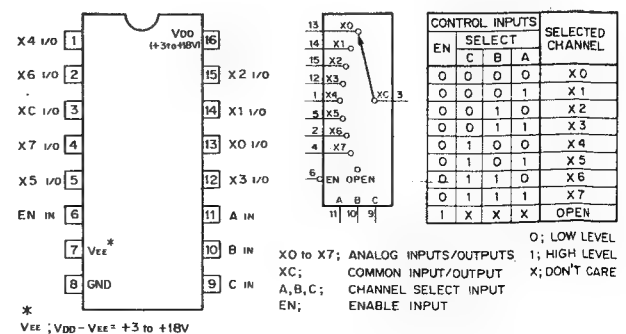 VDD
(+3to+18V)
X4 I/O 1
X6 I/O 2
XC I/O 3
X7 I/O 4
X5 I/O 5
EN IN 6
7 VEE*
8 GND
16
15 X2 I/O
14 X1 I/O
13 X0 I/O
12 X3 I/O
11 A IN
10 B IN
9 C IN
*
VEE ; VDD - VEE = +3 to +18V
13 X0
14 X1
15 X2
12 X3
1 X4
5 X5
2 X6
4 X7
XC 3
6 EN OPEN
A B C
11 10 9
CONTROL INPUTS SELECTED CHANNEL
EN SELECT
C B A
0 0 0 0 X0
0 0 0 1 X1
0 0 1 0 X2
0 0 1 1 X3
0 1 0 0 X4
0 1 0 1 X5
0 1 1 0 X6
0 1 1 1 X7
1 X X X OPEN
0; LOW LEVEL
1; HIGH LEVEL
X; DON'T CARE
X0 to X7; ANALOG INPUTS/OUTPUTS
XC; COMMON INPUT/OUTPUT
A,B,C; CHANNEL SELECT INPUT
EN; ENABLE INPUT